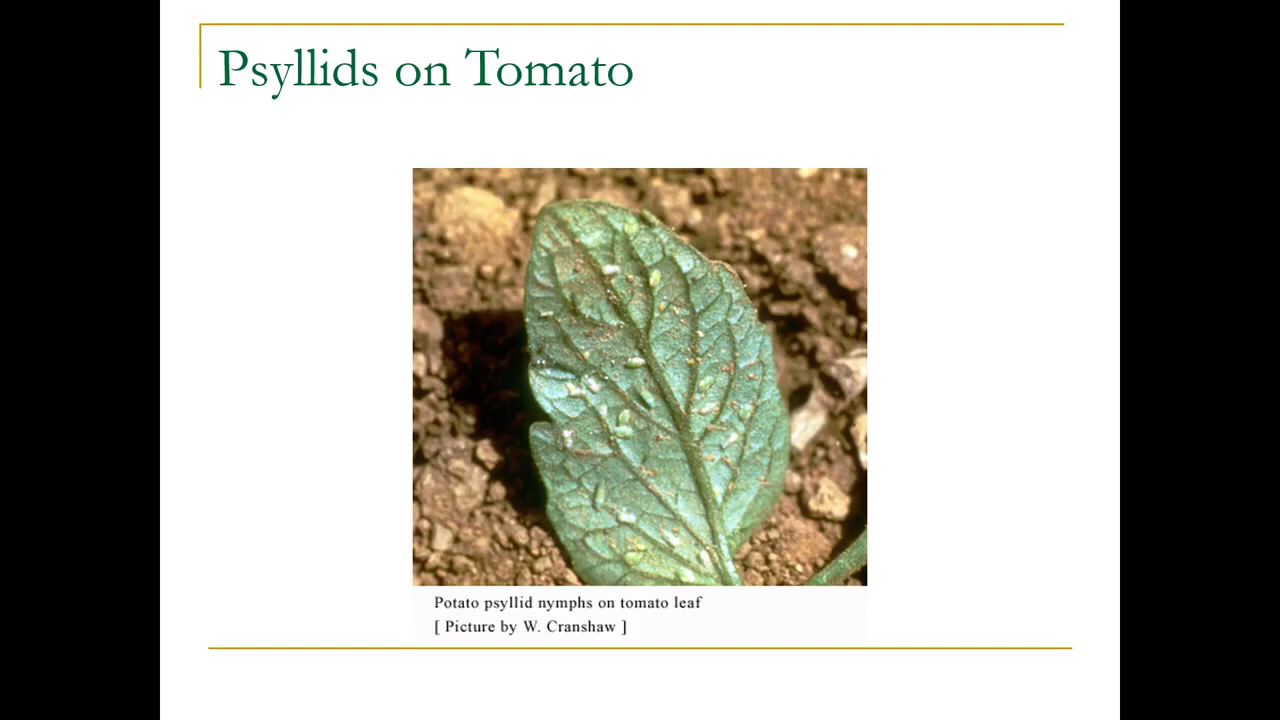 Psyllids on Tomato
Potato psyllid nymphs on tomato leaf
[ Picture by W. Cranshaw ]